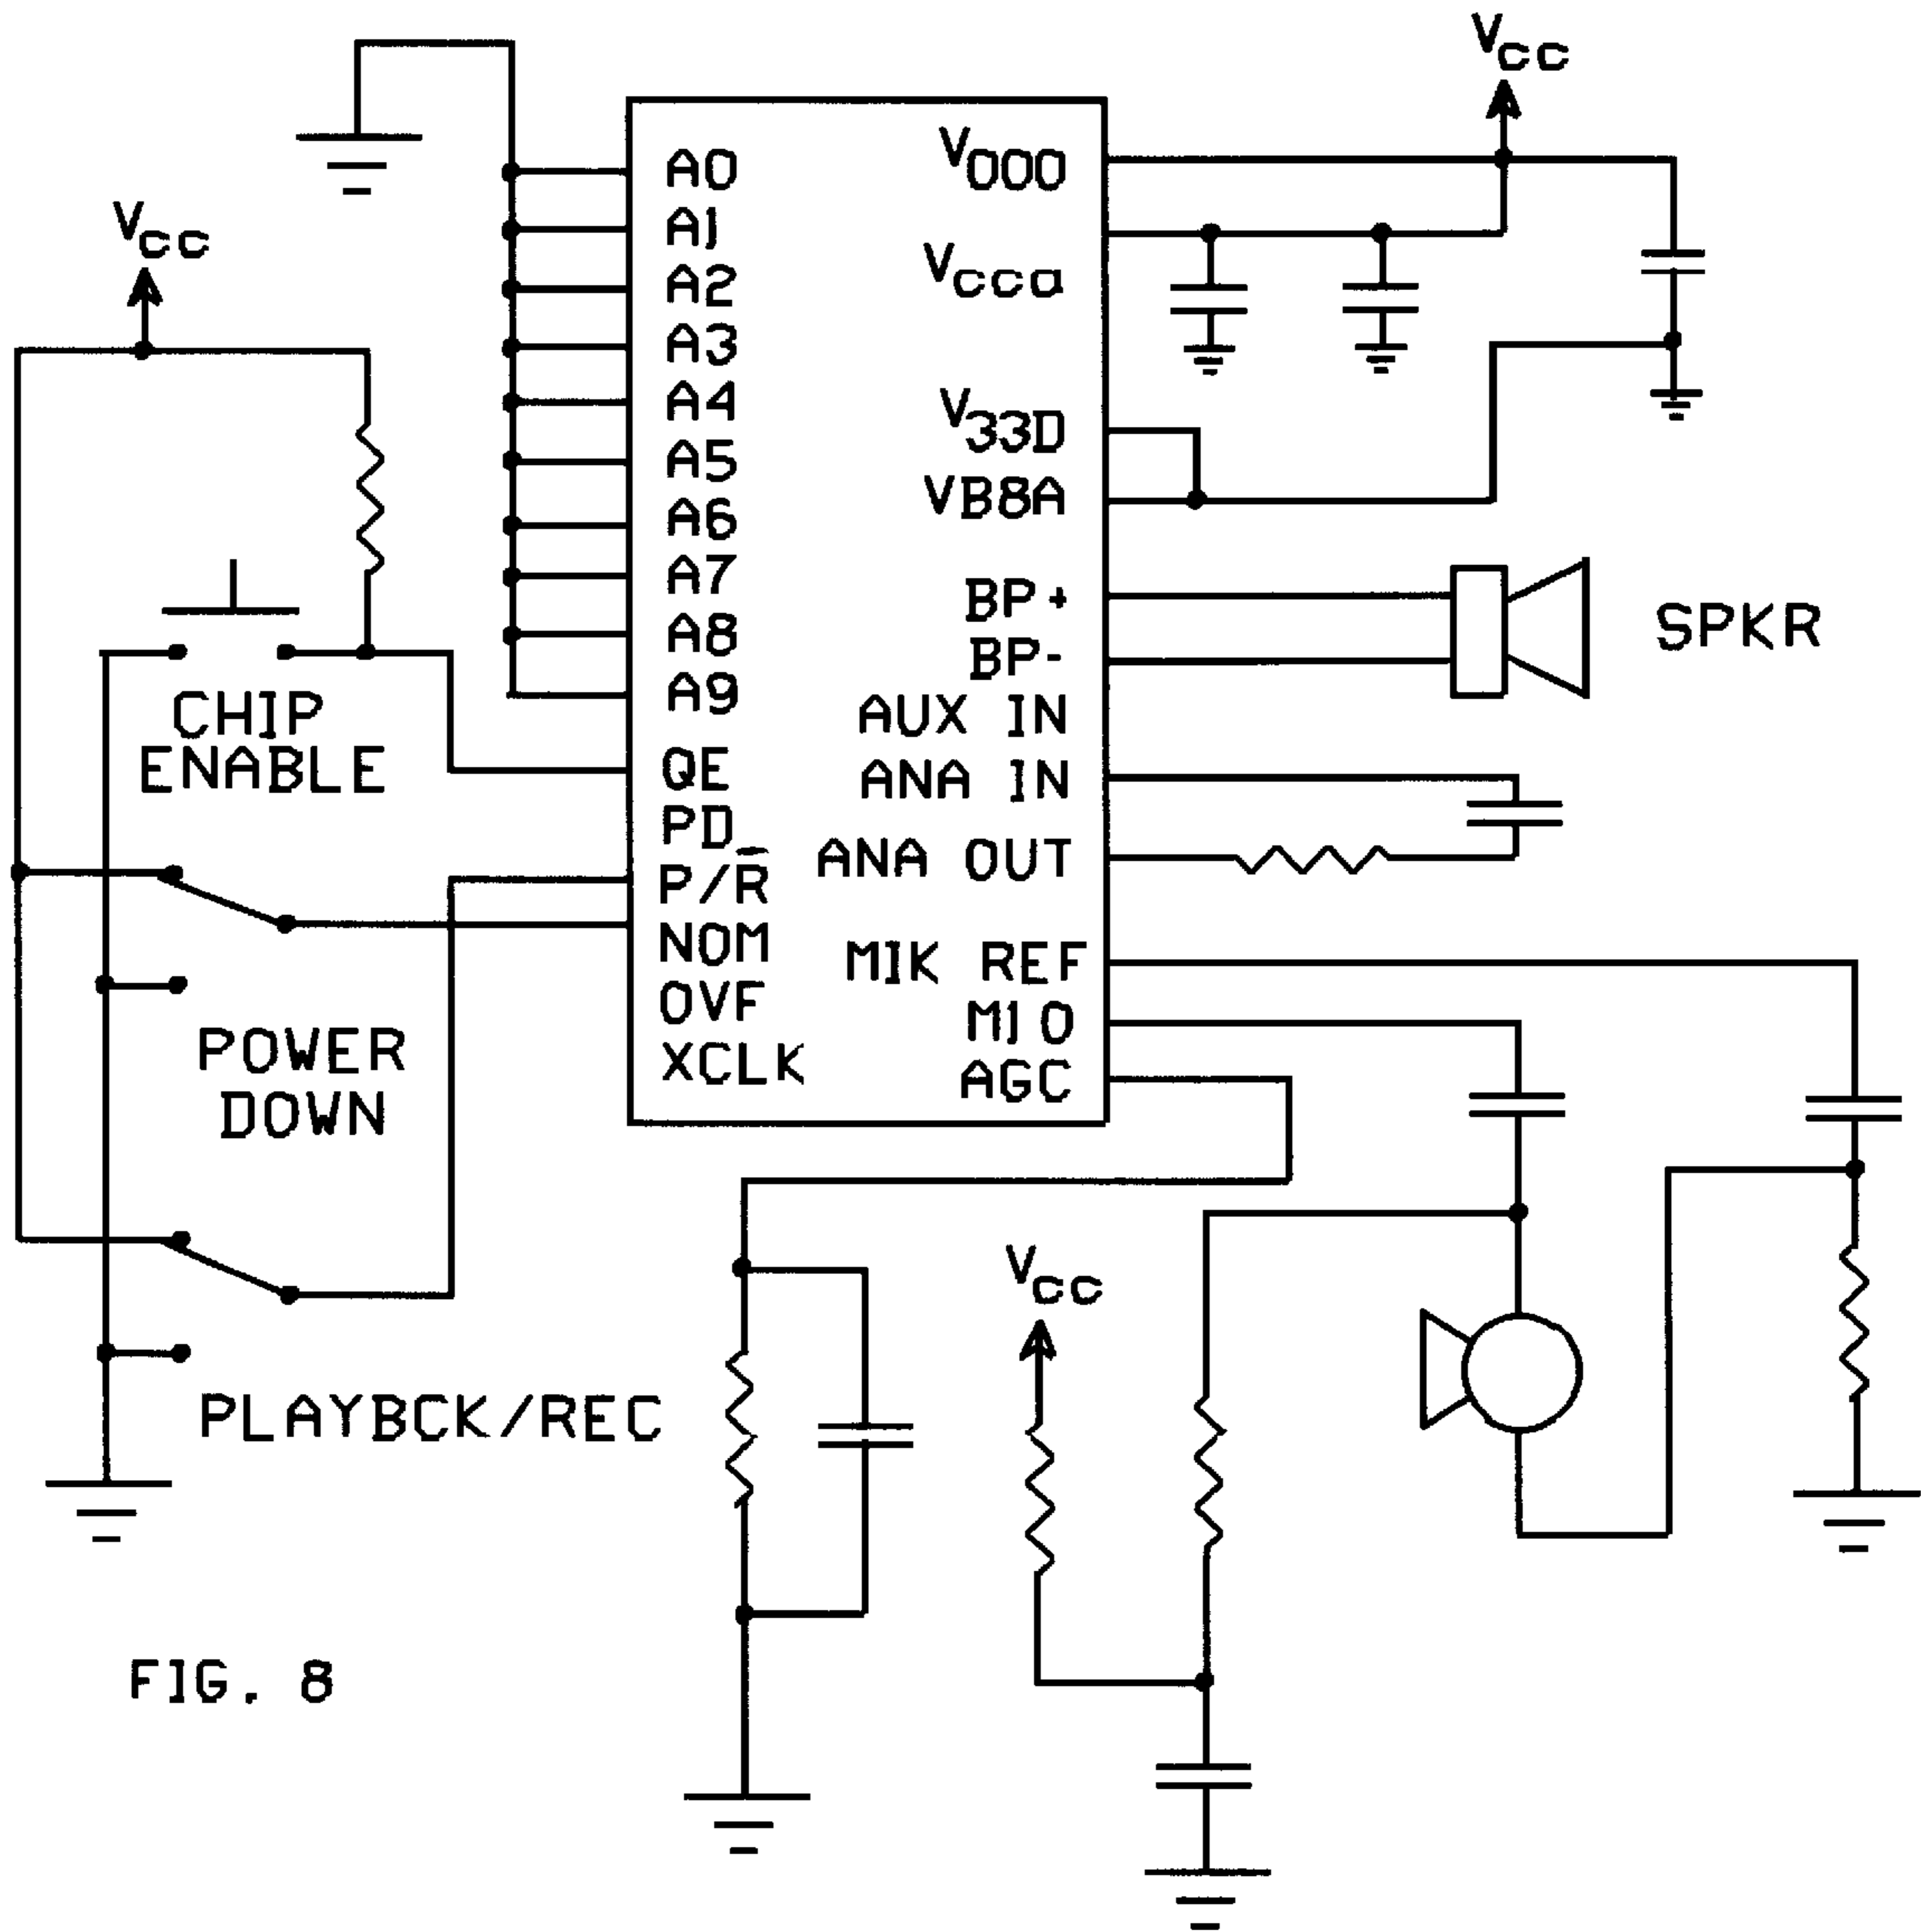 VCC
VCC
A0
A1
A2
A3
A4
A5
A6
A7
A8
A9
QE
PD
P/R̅
NOM
OVF
XCLK
V000
Vcca
V33D
VB8A
BP+
BP-
AUX IN
ANA IN
ANA OUT
MIK REF
M10
AGC
SPKR
CHIP
ENABLE
POWER
DOWN
PLAYBCK/REC
VCC
FIG. 8